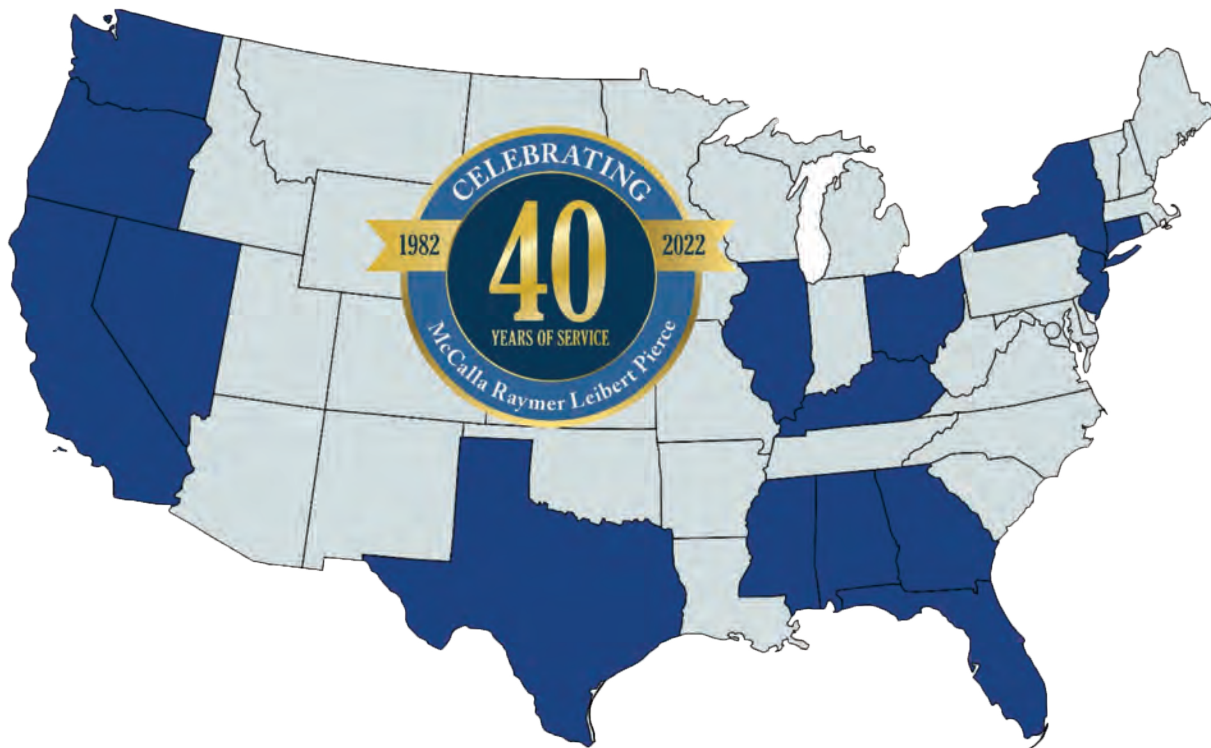 CELEBRATING
1982
40
2022
YEARS OF SERVICE
McCalla Raymer Leibert Pierce